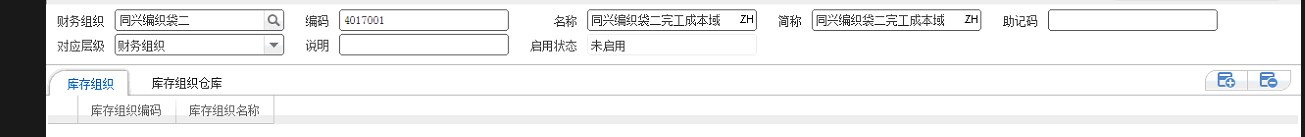 财务组织 同兴编织袋二 编码 4017001 名称 同兴编织袋二完工成本域 ZH 简称 同兴编织袋二完工成本域 ZH 助记码
对应层级 财务组织 说明 启用状态 未启用
库存组织 库存组织仓库
库存组织编码 库存组织名称